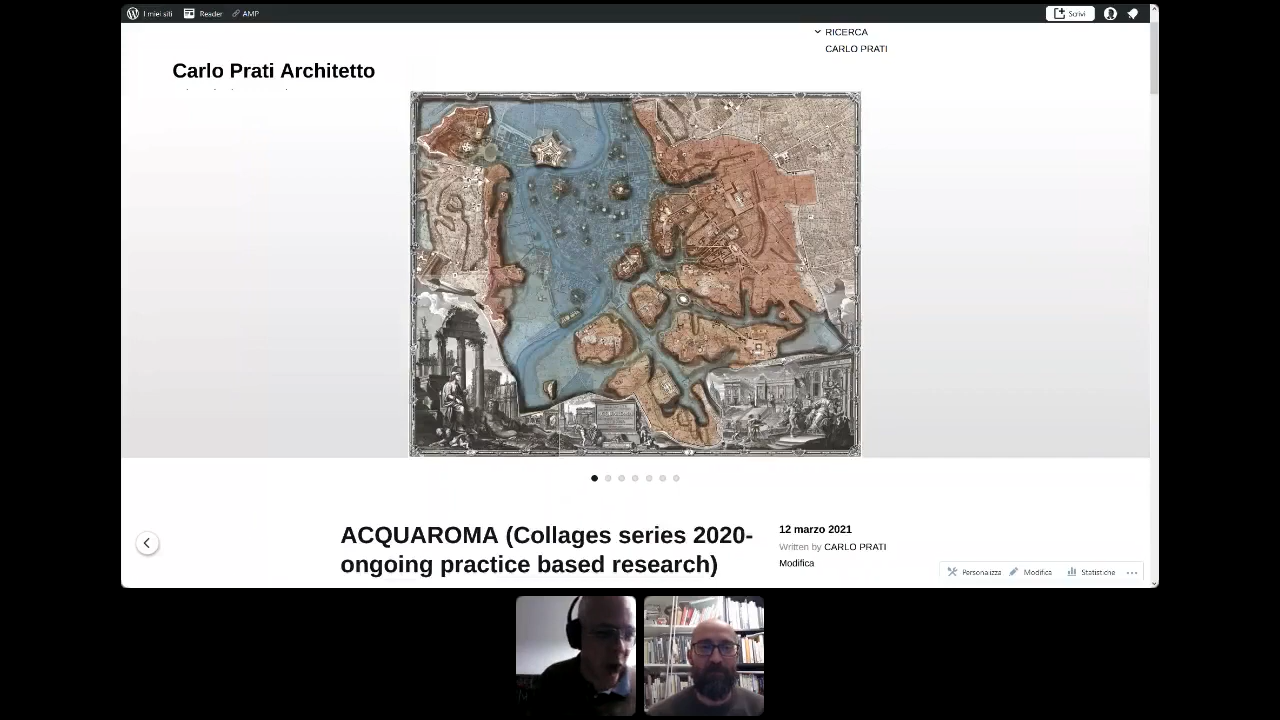 I miei siti
Reader
AMP
Scrivi
RICERCA
CARLO PRATI
Carlo Prati Architetto
ACQUAROMA (Collages series 2020-
ongoing practice based research)
12 marzo 2021
Written by CARLO PRATI
Modifica
Personalizza
Modifica
Statistiche